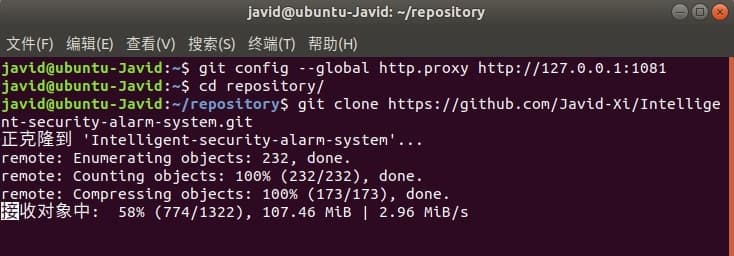 javid@ubuntu-Javid: ~/repository
文件(F) 编辑(E) 查看(V) 搜索(S) 终端(T) 帮助(H)
javid@ubuntu-Javid:~$ git config --global http.proxy http://127.0.0.1:1081
javid@ubuntu-Javid:~$ cd repository/
javid@ubuntu-Javid:~/repository$ git clone https://github.com/Javid-Xi/Intellige
nt-security-alarm-system.git
正克隆到 'Intelligent-security-alarm-system'...
remote: Enumerating objects: 232, done.
remote: Counting objects: 100% (232/232), done.
remote: Compressing objects: 100% (173/173), done.
接收对象中:  58% (774/1322), 107.46 MiB | 2.96 MiB/s